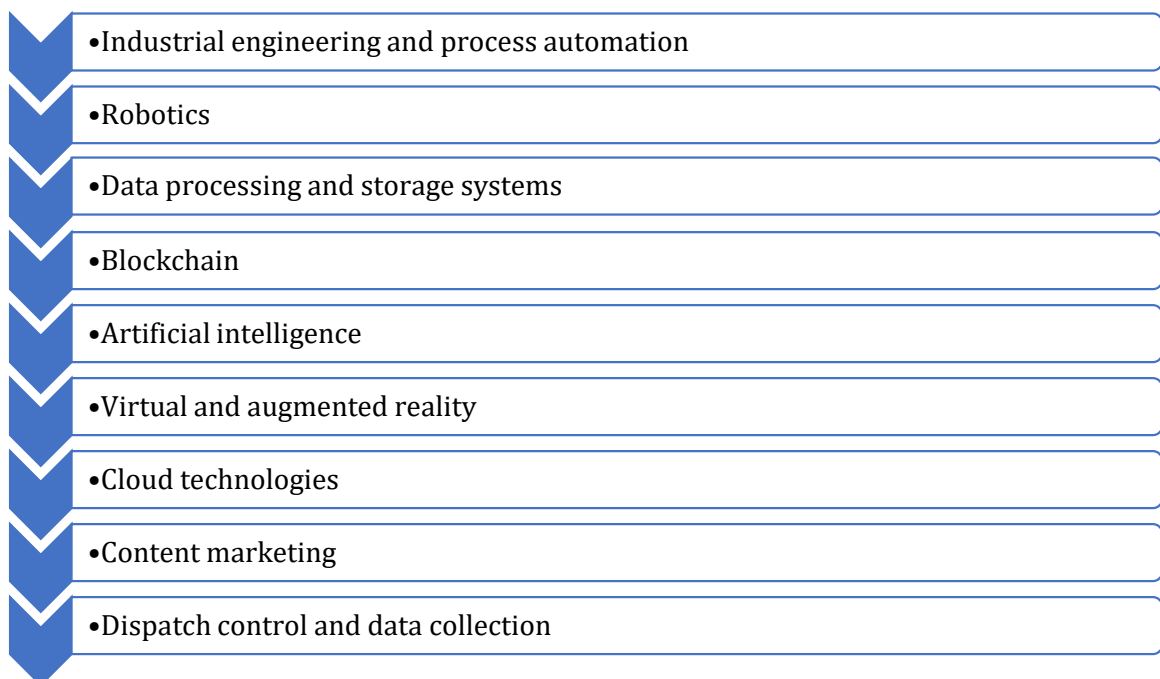 •Industrial engineering and process automation
•Robotics
•Data processing and storage systems
•Blockchain
•Artificial intelligence
•Virtual and augmented reality
•Cloud technologies
•Content marketing
•Dispatch control and data collection